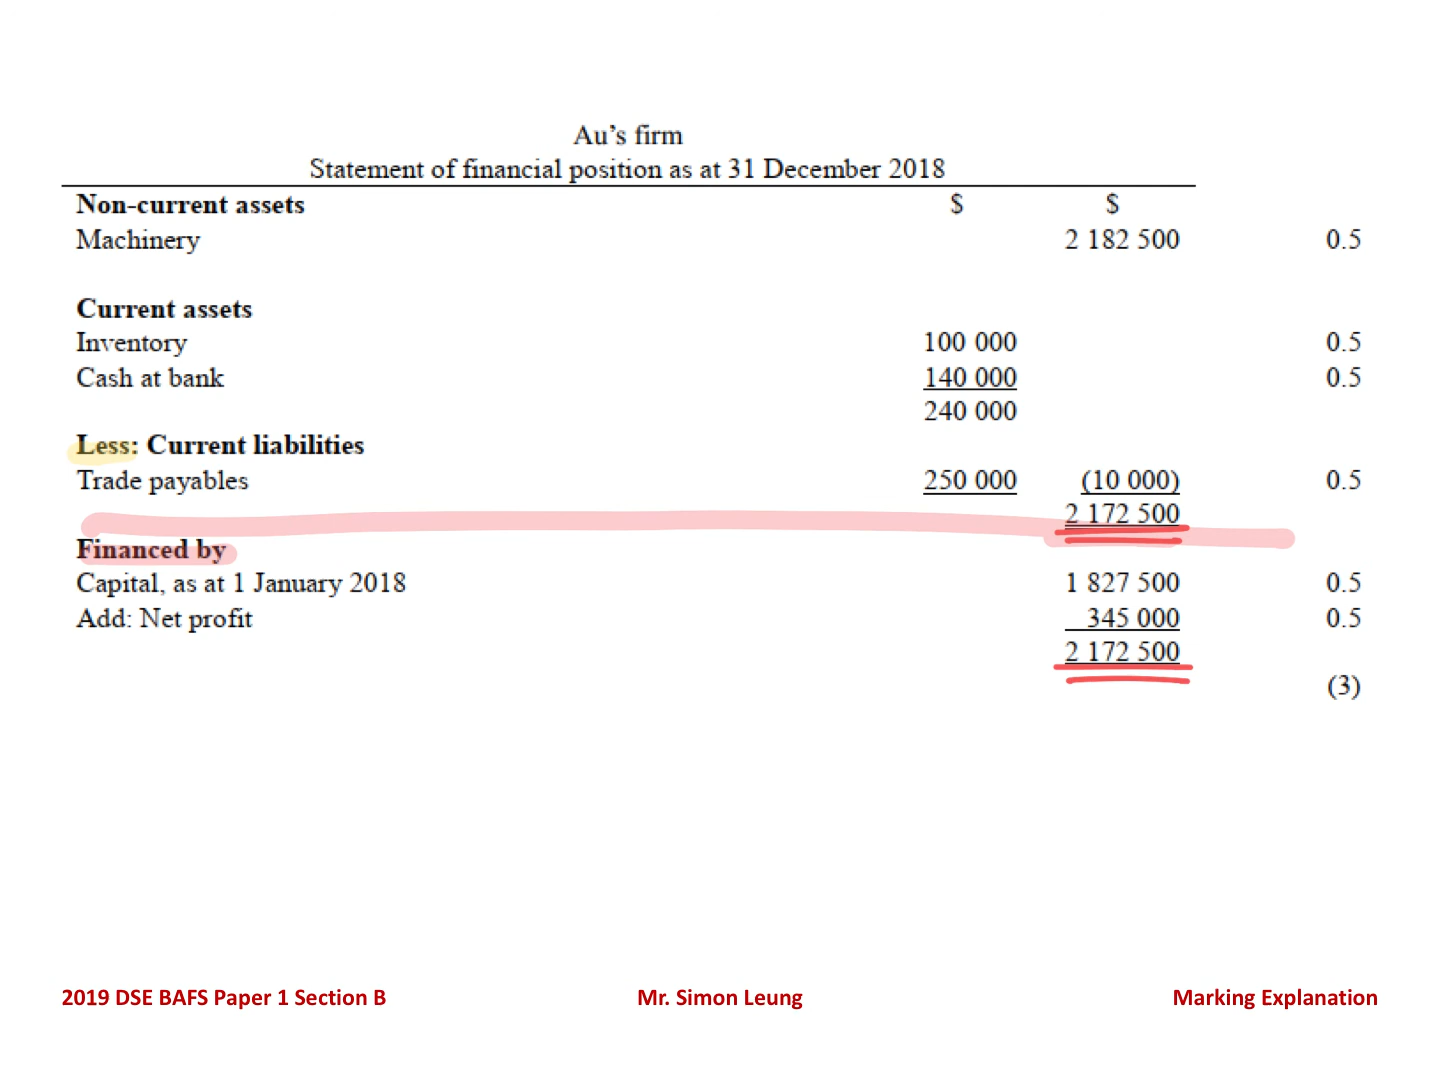 Au's firm
Statement of financial position as at 31 December 2018
Non-current assets $ $
Machinery 2 182 500 0.5
Current assets
Inventory 100 000 0.5
Cash at bank 140 000 0.5
240 000
Less: Current liabilities
Trade payables 250 000 (10 000) 0.5
2 172 500
Financed by
Capital, as at 1 January 2018 1 827 500 0.5
Add: Net profit 345 000 0.5
2 172 500
(3)
2019 DSE BAFS Paper 1 Section B Mr. Simon Leung Marking Explanation